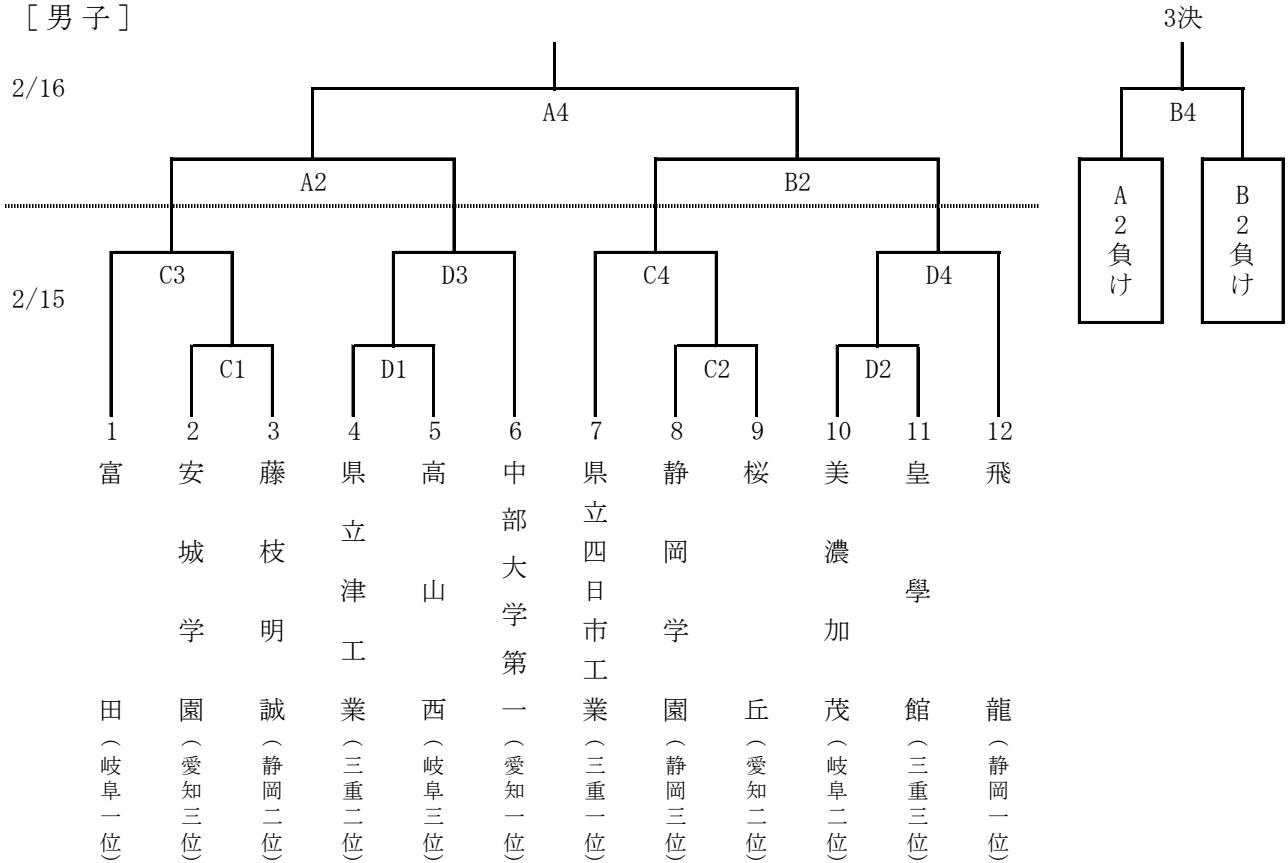 [男子]
3決
2/16
A4
B4
A2
B2
A2負け
B2負け
C3
D3
C4
D4
2/15
C1
D1
C2
D2
1
2
3
4
5
6
7
8
9
10
11
12
富田(岐阜一位)
安城学園(愛知三位)
藤枝明誠(静岡二位)
県立津工業(三重二位)
高山西(岐阜三位)
中部大学第一(愛知一位)
県立四日市工業(三重一位)
静岡学園(静岡三位)
桜丘(愛知二位)
美濃加茂(岐阜二位)
皇學館(三重三位)
飛龍(静岡一位)